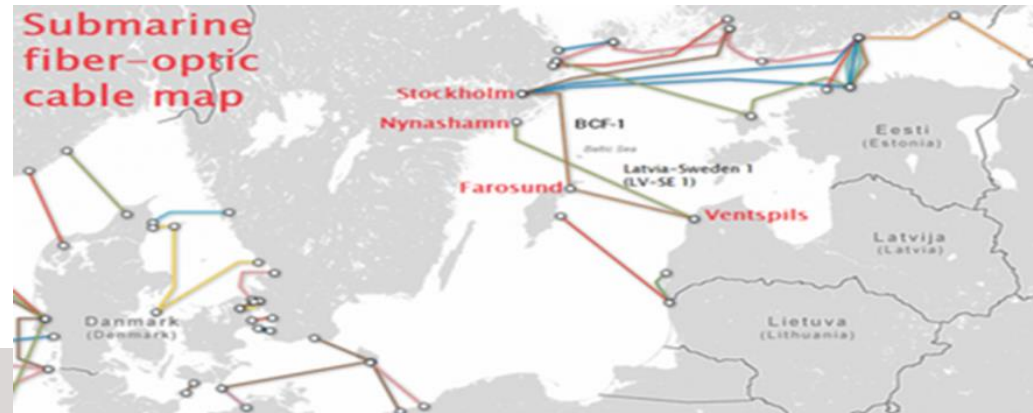 Submarine
fiber-optic
cable map
Stockholm
Nynashamn
BCF-1
Baltic Sea
Eesti
(Estonia)
Latvia-Sweden 1
(LV-SE 1)
Farosund
Ventspils
Latvija
(Latvia)
Danmark
(Denmark)
Lietuva
(Lithuania)